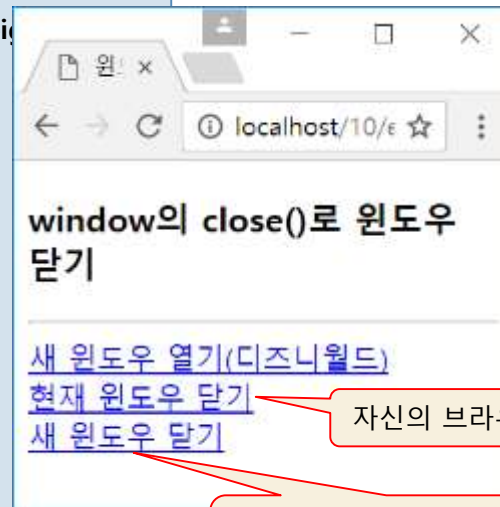 윈 ×
localhost/10/e
window의 close()로 윈도우
닫기
새 윈도우 열기(디즈니월드)
현재 윈도우 닫기
자신의
새 윈도우 닫기